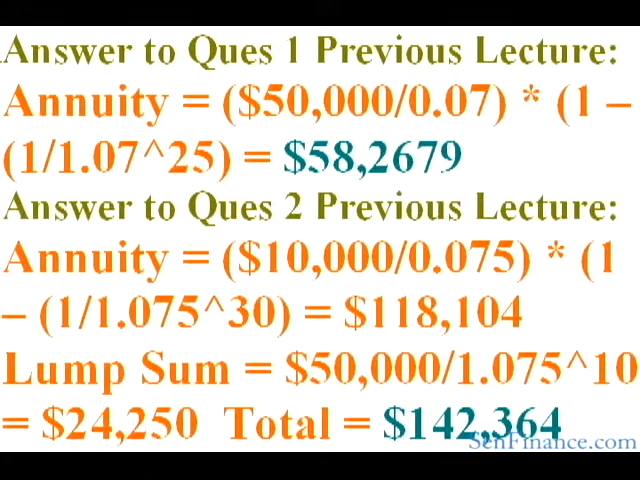 Answer to Ques 1 Previous Lecture:
Annuity = ($50,000/0.07) * (1 –
(1/1.07^25) = $58,2679
Answer to Ques 2 Previous Lecture:
Annuity = ($10,000/0.075) * (1
– (1/1.075^30) = $118,104
Lump Sum = $50,000/1.075^10
= $24,250 Total = $142,364
SenFinance.com